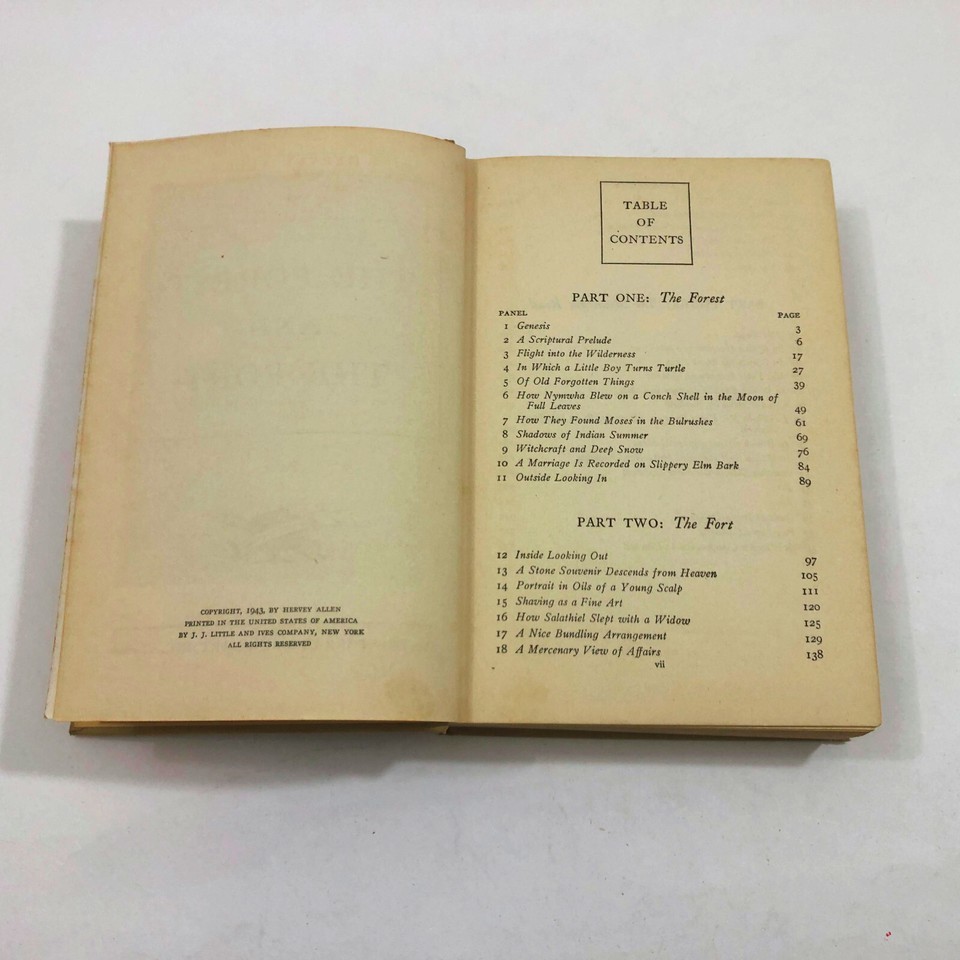 COPYRIGHT, 1943, BY HERVEY ALLEN
PRINTED IN THE UNITED STATES OF AMERICA
BY J. J. LITTLE AND IVES COMPANY, NEW YORK
ALL RIGHTS RESERVED
TABLE
OF
CONTENTS
PART ONE: The Forest
PANEL PAGE
1 Genesis 3
2 A Scriptural Prelude 6
3 Flight into the Wilderness 17
4 In Which a Little Boy Turns Turtle 27
5 Of Old Forgotten Things 39
6 How Nymwha Blew on a Conch Shell in the Moon of
Full Leaves 49
7 How They Found Moses in the Bulrushes 61
8 Shadows of Indian Summer 69
9 Witchcraft and Deep Snow 76
10 A Marriage Is Recorded on Slippery Elm Bark 84
11 Outside Looking In 89
PART TWO: The Fort
12 Inside Looking Out 97
13 A Stone Souvenir Descends from Heaven 105
14 Portrait in Oils of a Young Scalp 111
15 Shaving as a Fine Art 120
16 How Salathiel Slept with a Widow 125
17 A Nice Bundling Arrangement 129
18 A Mercenary View of Affairs 138
vii